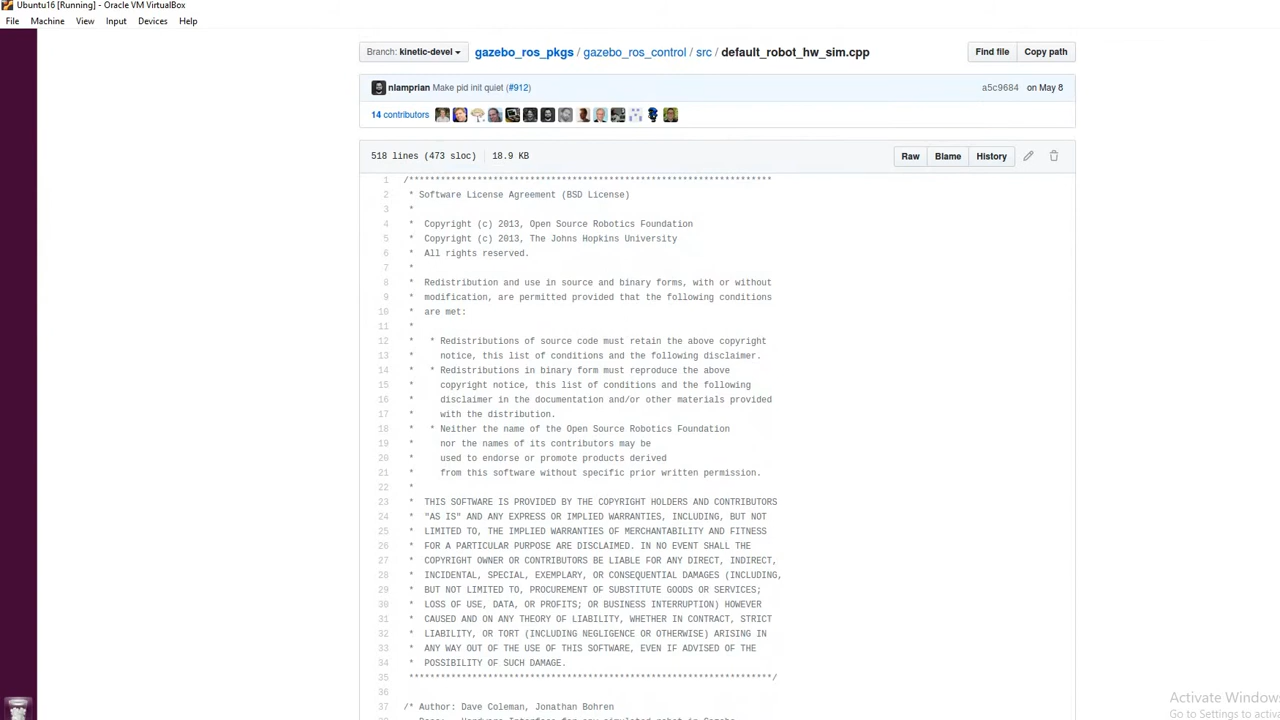 Ubuntu16 [Running] - Oracle VM VirtualBox
File Machine View Input Devices Help
Branch: kinetic-devel gazebo_ros_pkgs / gazebo_ros_control / src / default_robot_hw_sim.cpp Find file Copy path
nlamprian Make pid init quiet (#912) a5c9684 on May 8
14 contributors
518 lines (473 sloc) 18.9 KB Raw Blame History
1 /*********************************************************************
2 * Software License Agreement (BSD License)
3 *
4 * Copyright (c) 2013, Open Source Robotics Foundation
5 * Copyright (c) 2013, The Johns Hopkins University
6 * All rights reserved.
7 *
8 * Redistribution and use in source and binary forms, with or without
9 * modification, are permitted provided that the following conditions
10 * are met:
11 *
12 * * Redistributions of source code must retain the above copyright
13 * notice, this list of conditions and the following disclaimer.
14 * * Redistributions in binary form must reproduce the above
15 * copyright notice, this list of conditions and the following
16 * disclaimer in the documentation and/or other materials provided
17 * with the distribution.
18 * * Neither the name of the Open Source Robotics Foundation
19 * nor the names of its contributors may be
20 * used to endorse or promote products derived
21 * from this software without specific prior written permission.
22 *
23 * THIS SOFTWARE IS PROVIDED BY THE COPYRIGHT HOLDERS AND CONTRIBUTORS
24 * "AS IS" AND ANY EXPRESS OR IMPLIED WARRANTIES, INCLUDING, BUT NOT
25 * LIMITED TO, THE IMPLIED WARRANTIES OF MERCHANTABILITY AND FITNESS
26 * FOR A PARTICULAR PURPOSE ARE DISCLAIMED. IN NO EVENT SHALL THE
27 * COPYRIGHT OWNER OR CONTRIBUTORS BE LIABLE FOR ANY DIRECT, INDIRECT,
28 * INCIDENTAL, SPECIAL, EXEMPLARY, OR CONSEQUENTIAL DAMAGES (INCLUDING,
29 * BUT NOT LIMITED TO, PROCUREMENT OF SUBSTITUTE GOODS OR SERVICES;
30 * LOSS OF USE, DATA, OR PROFITS; OR BUSINESS INTERRUPTION) HOWEVER
31 * CAUSED AND ON ANY THEORY OF LIABILITY, WHETHER IN CONTRACT, STRICT
32 * LIABILITY, OR TORT (INCLUDING NEGLIGENCE OR OTHERWISE) ARISING IN
33 * ANY WAY OUT OF THE USE OF THIS SOFTWARE, EVEN IF ADVISED OF THE
34 * POSSIBILITY OF SUCH DAMAGE.
35 *********************************************************************/
36
37 /* Author: Dave Coleman, Jonathan Bohren
Activate Window
Go to Settings to activa